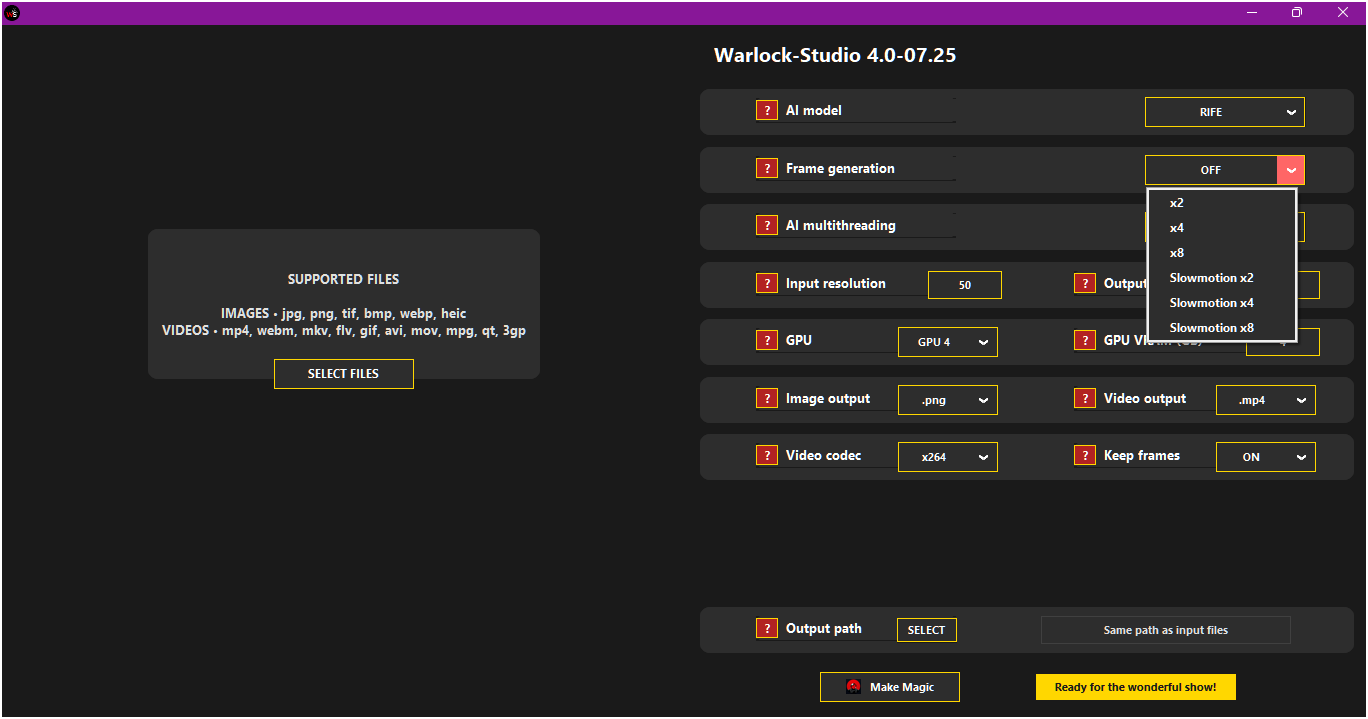 WS
Warlock-Studio 4.0-07.25
? AI model RIFE
? Frame generation OFF
x2
x4
x8
Slowmotion x2
Slowmotion x4
Slowmotion x8
? AI multithreading
? Input resolution 50 ? Output
? GPU GPU 4 ? GPU
? Image output .png ? Video output .mp4
? Video codec x264 ? Keep frames ON
SUPPORTED FILES
IMAGES • jpg, png, tif, bmp, webp, heic
VIDEOS • mp4, webm, mkv, flv, gif, avi, mov, mpg, qt, 3gp
SELECT FILES
? Output path SELECT Same path as input files
Make Magic Ready for the wonderful show!